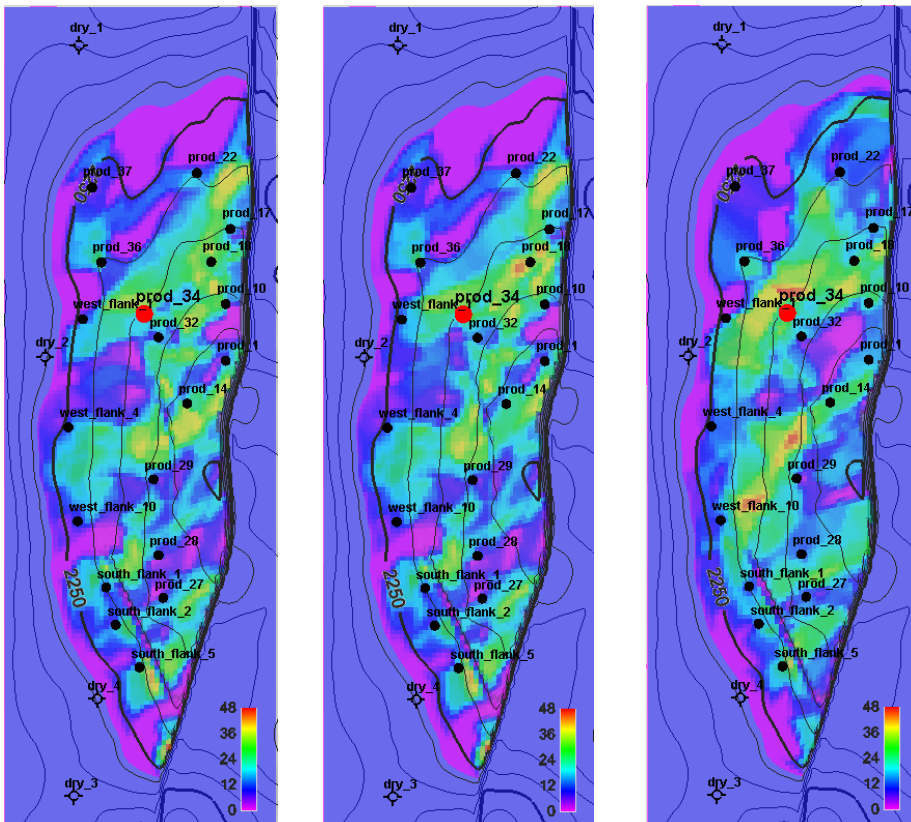 dry_1
prod_37
prod_22
prod_17
prod_36
prod_18
prod_34
prod_10
west_flank
prod_32
dry_2
prod_1
prod_14
west_flank_4
prod_29
west_flank_10
prod_28
2250
south_flank_1
prod_27
south_flank_2
south_flank_5
dry_4
dry_3
48
36
24
12
0
dry_1
prod_37
prod_22
prod_17
prod_36
prod_18
prod_34
prod_10
west_flank
prod_32
dry_2
prod_1
prod_14
west_flank_4
prod_29
west_flank_10
prod_28
2250
south_flank_1
prod_27
south_flank_2
south_flank_5
dry_4
dry_3
48
36
24
12
0
dry_1
prod_37
prod_22
prod_17
prod_36
prod_18
prod_34
prod_10
west_flank
prod_32
dry_2
prod_1
prod_14
west_flank_4
prod_29
west_flank_10
prod_28
2250
south_flank_1
prod_27
south_flank_2
south_flank_5
dry_4
dry_3
48
36
24
12
0